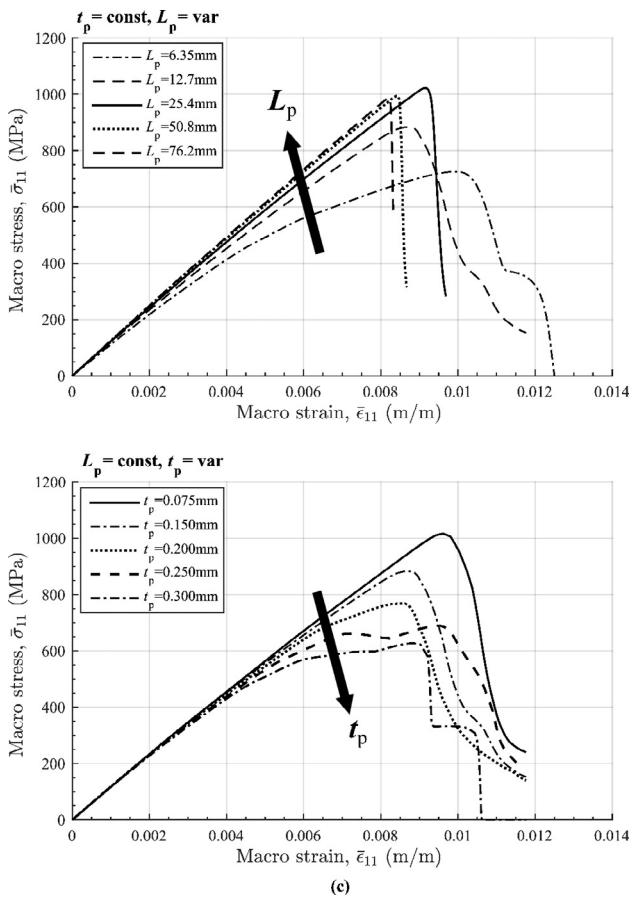 t_p = const, L_p = var
1200
1000
800
600
400
200
0
Macro stress, σ̄₁₁ (MPa)
L_p=6.35mm
L_p=12.7mm
L_p=25.4mm
L_p=50.8mm
L_p=76.2mm
L_p
0 0.002 0.004 0.006 0.008 0.01 0.012 0.014
Macro strain, ε̄₁₁ (m/m)
L_p = const, t_p = var
1200
1000
800
600
400
200
0
Macro stress, σ̄₁₁ (MPa)
t_p=0.075mm
t_p=0.150mm
t_p=0.200mm
t_p=0.250mm
t_p=0.300mm
t_p
0 0.002 0.004 0.006 0.008 0.01 0.012 0.014
Macro strain, ε̄₁₁ (m/m)
(c)